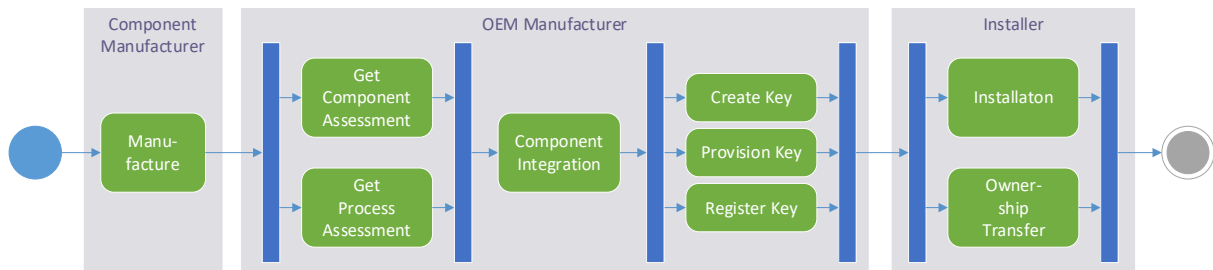 Component
Manufacturer
OEM Manufacturer
Installer
Manu-
facture
Get
Component
Assessment
Get
Process
Assessment
Component
Integration
Create Key
Provision Key
Register Key
Installaton
Owner-
ship
Transfer